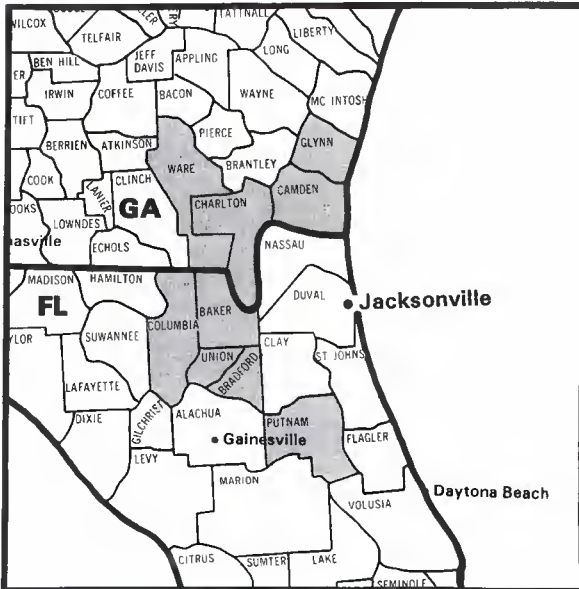 TATTNALL
WILCOX
TELFAIR
LIBERTY
LONG
JEFF
DAVIS
APPLING
BEN HILL
IRWIN
COFFEE
BACON
WAYNE
MC INTOSH
TIFT
PIERCE
BERRIEN
ATKINSON
GLYNN
WARE
BRANTLEY
COOK
CLINCH
LANIER
GA
CHARLTON
CAMDEN
LOWNDES
NASSAU
ECHOLS
MADISON
HAMILTON
FL
DUVAL
Jacksonville
BAKER
COLUMBIA
SUWANNEE
UNION
CLAY
ST JOHNS
BRADFORD
LAFAYETTE
GILCHRIST
ALACHUA
DIXIE
PUTNAM
Gainesville
FLAGLER
LEVY
MARION
Daytona Beach
VOLUSIA
CITRUS
SUMTER
LAKE
SEMINOLE